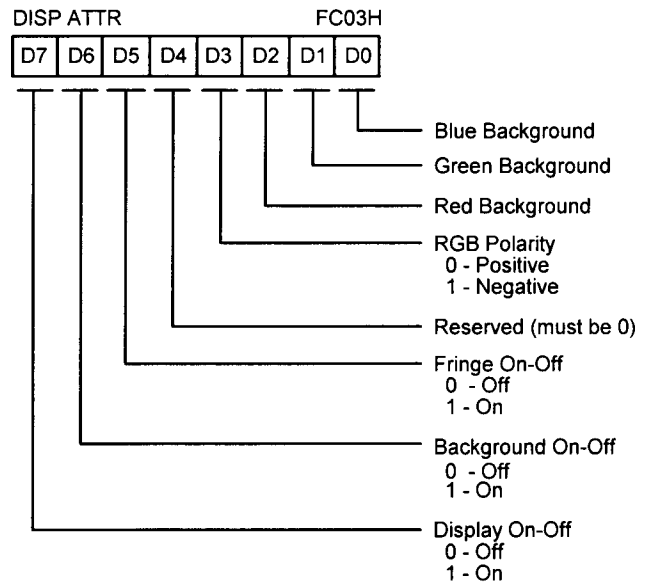 DISP ATTR FC03H
D7 D6 D5 D4 D3 D2 D1 D0
Blue Background
Green Background
Red Background
RGB Polarity
0 - Positive
1 - Negative
Reserved (must be 0)
Fringe On-Off
0 - Off
1 - On
Background On-Off
0 - Off
1 - On
Display On-Off
0 - Off
1 - On